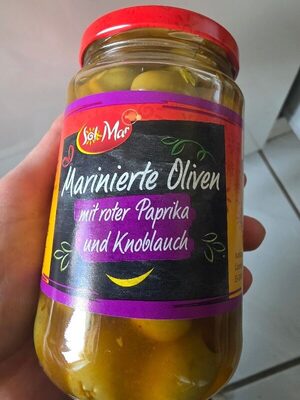 Sol & Mar
Marinierte Oliven
mit roter Paprika
und Knoblauch